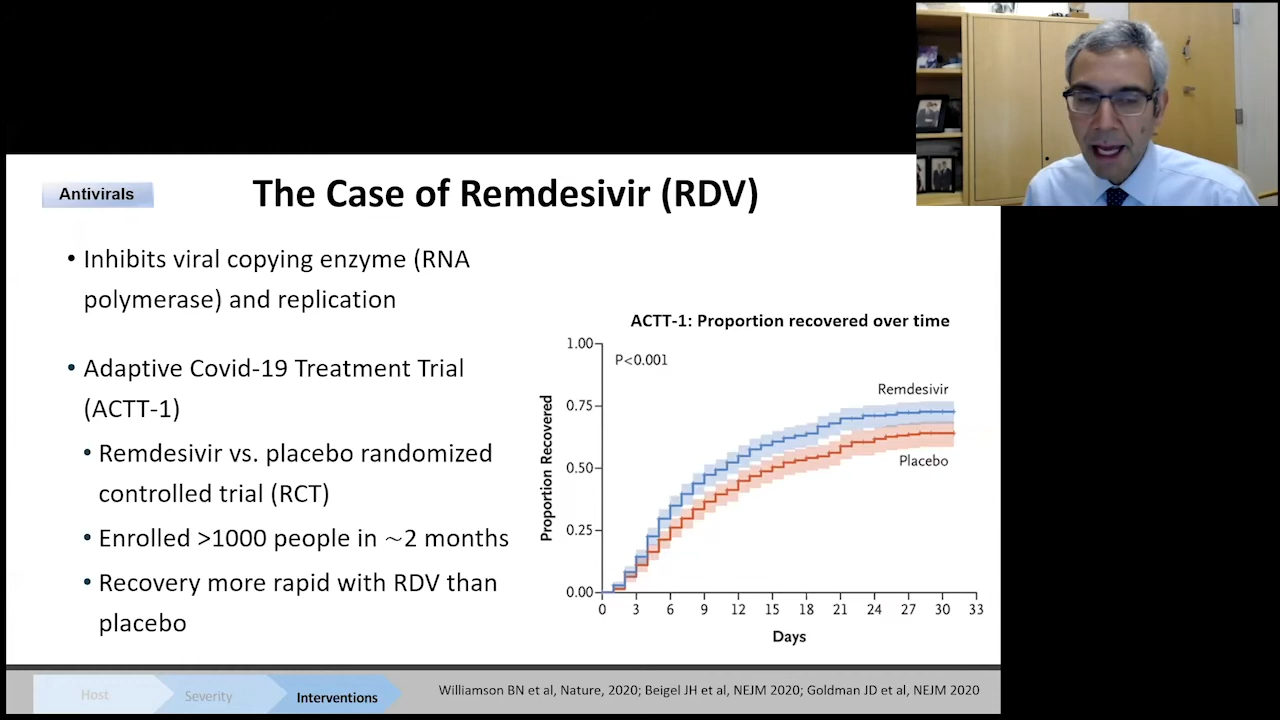 Antivirals
The Case of Remdesivir (RDV)
• Inhibits viral copying enzyme (RNA
polymerase) and replication
• Adaptive Covid-19 Treatment Trial
(ACTT-1)
• Remdesivir vs. placebo randomized
controlled trial (RCT)
• Enrolled >1000 people in ~2 months
• Recovery more rapid with RDV than
placebo
ACTT-1: Proportion recovered over time
P<0.001
1.00
0.75
0.50
0.25
0.00
Proportion Recovered
Remdesivir
Placebo
0 3 6 9 12 15 18 21 24 27 30 33
Days
Host
Severity
Interventions
Williamson BN et al, Nature, 2020; Beigel JH et al, NEJM 2020; Goldman JD et al, NEJM 2020